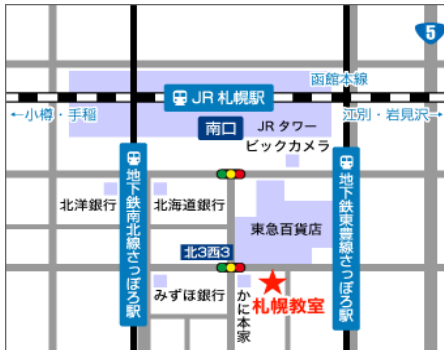 5
函館本線
JR 札幌駅
←小樽・手稲
江別・岩見沢→
南口
JR タワー
ビックカメラ
地下鉄南北線さっぽろ駅
地下鉄東豊線さっぽろ駅
北洋銀行
北海道銀行
東急百貨店
北3西3
みずほ銀行
かに本家
札幌教室